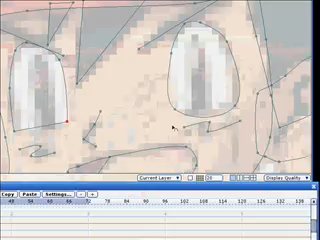 Current Layer 20 Display Quality
Copy Paste Settings... - +
48 54 60 66 72 78 84 90 96 102 108 114 120 126 132 138